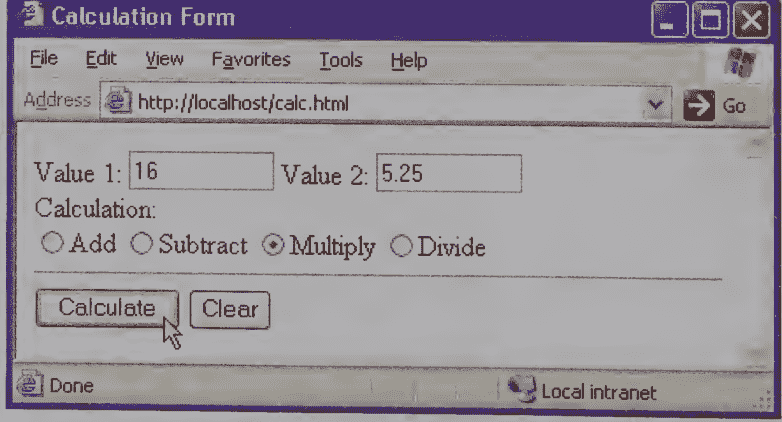 Calculation Form
File Edit View Favorites Tools Help
Address http://localhost/calc.html Go
Value 1: 16 Value 2: 5.25
Calculation:
Add Subtract Multiply Divide
Calculate Clear
Done Local intranet